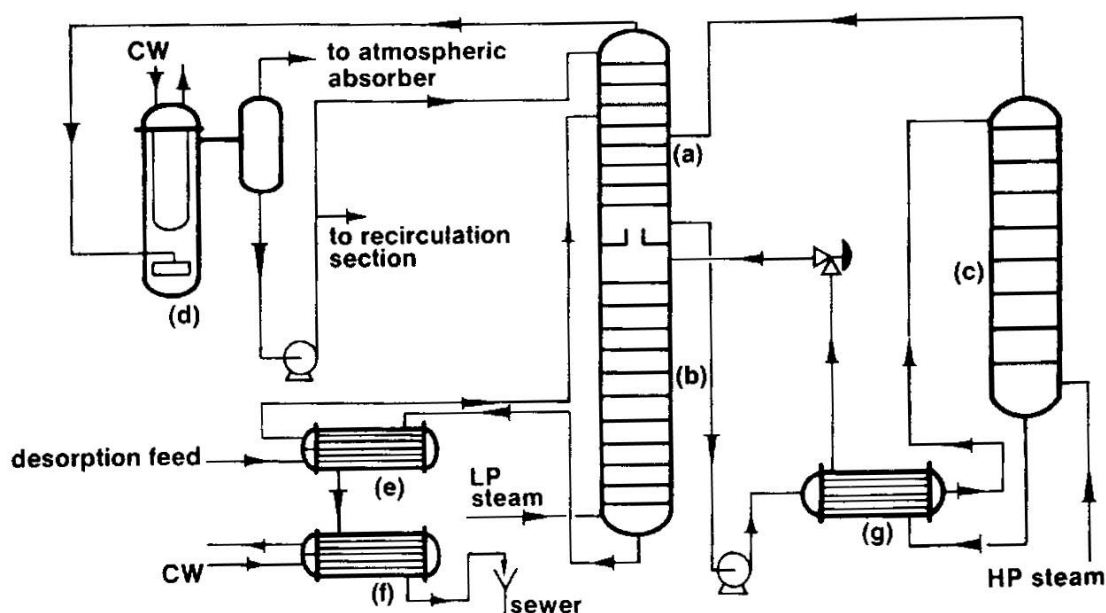 CW
to atmospheric
absorber
(a)
to recirculation
section
(c)
(d)
(b)
desorption feed
(e)
LP
steam
(g)
CW
(f)
sewer
HP steam